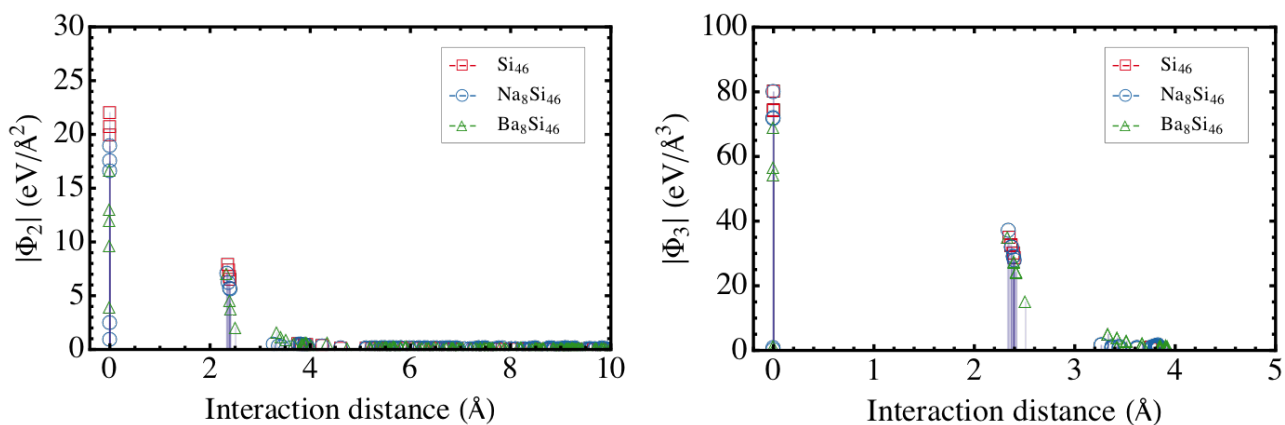 30
25
20
15
10
5
0
|Φ₂| (eV/Å²)
Si₄₆
Na₈Si₄₆
Ba₈Si₄₆
0 2 4 6 8 10
Interaction distance (Å)
100
80
60
40
20
0
|Φ₃| (eV/Å³)
Si₄₆
Na₈Si₄₆
Ba₈Si₄₆
0 1 2 3 4 5
Interaction distance (Å)